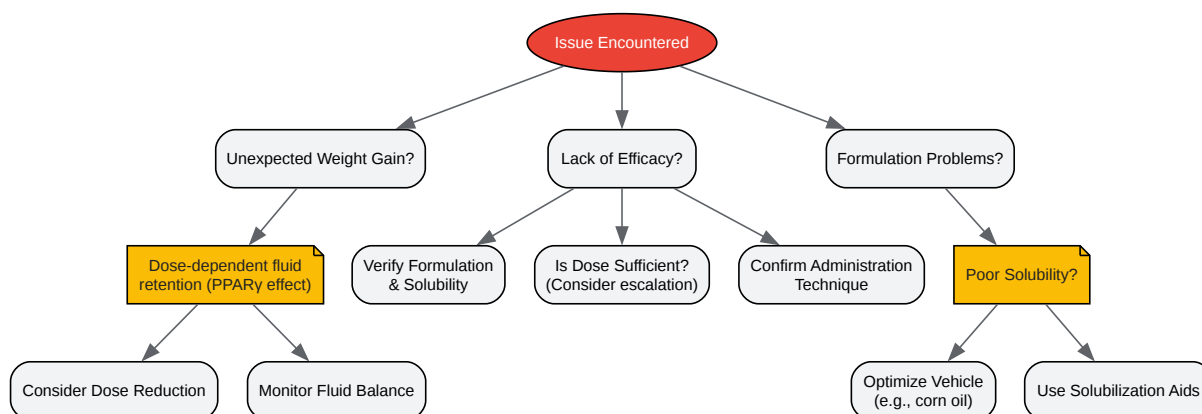 Issue Encountered
Unexpected Weight Gain?
Lack of Efficacy?
Formulation Problems?
Dose-dependent fluid
retention (PPARγ effect)
Verify Formulation
& Solubility
Is Dose Sufficient?
(Consider escalation)
Confirm Administration
Technique
Poor Solubility?
Consider Dose Reduction
Monitor Fluid Balance
Optimize Vehicle
(e.g., corn oil)
Use Solubilization Aids